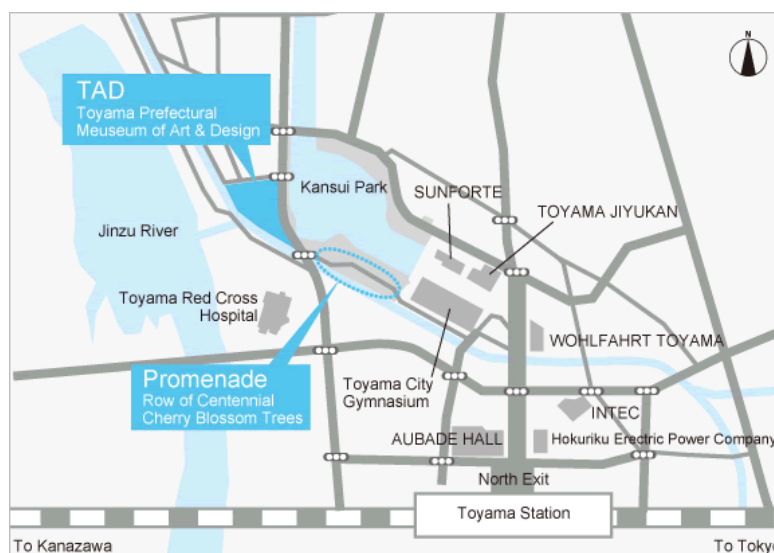 N
TAD
Toyama Prefectural
Meuseum of Art & Design
Kansui Park
SUNFORTE
TOYAMA JIYUKAN
Jinzu River
Toyama Red Cross
Hospital
WOHLFAHRT TOYAMA
Promenade
Row of Centennial
Cherry Blossom Trees
Toyama City
Gymnasium
INTEC
AUBADE HALL
Hokuriku Erectric Power Company
North Exit
Toyama Station
To Kanazawa
To Tokyo